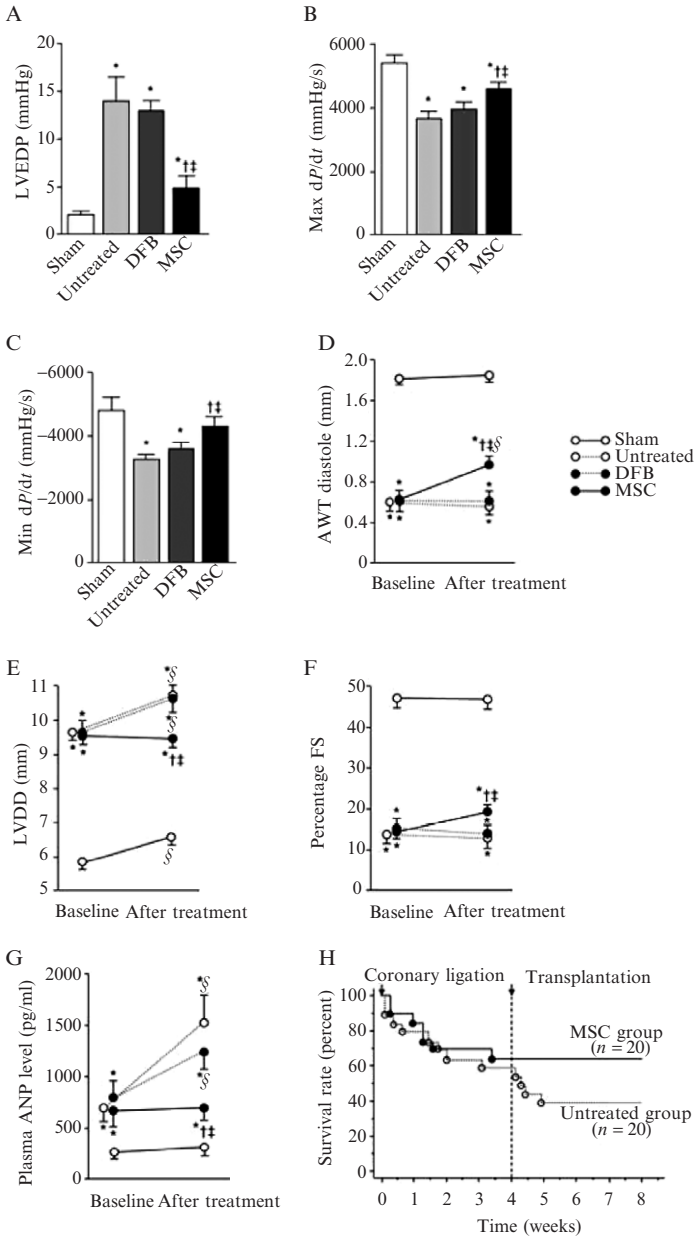 A
LVEDP (mmHg)
20
15
10
5
0
*
*
*†‡
Sham
Untreated
DFB
MSC
B
Max dP/dt (mmHg/s)
6000
4000
2000
0
*
*
*†‡
Sham
Untreated
DFB
MSC
C
Min dP/dt (mmHg/s)
−6000
−4000
−2000
0
*
*
†‡
Sham
Untreated
DFB
MSC
D
AWT diastole (mm)
2.0
1.6
1.2
0.8
0.4
0
*†‡§
*
*
*
*
*
Baseline After treatment
Sham
Untreated
DFB
MSC
E
LVDD (mm)
11
10
9
8
7
6
5
*§
*
*§
* *
*†‡
§
Baseline After treatment
F
Percentage FS
50
40
30
20
10
0
*†‡
*
*
* *
*
Baseline After treatment
G
Plasma ANP level (pg/ml)
2000
1500
1000
500
0
*§
*
*§
* *
*†‡
Baseline After treatment
H
Coronary ligation
Transplantation
Survival rate (percent)
100
80
60
40
20
0
MSC group
(n = 20)
Untreated group
(n = 20)
0 1 2 3 4 5 6 7 8
Time (weeks)